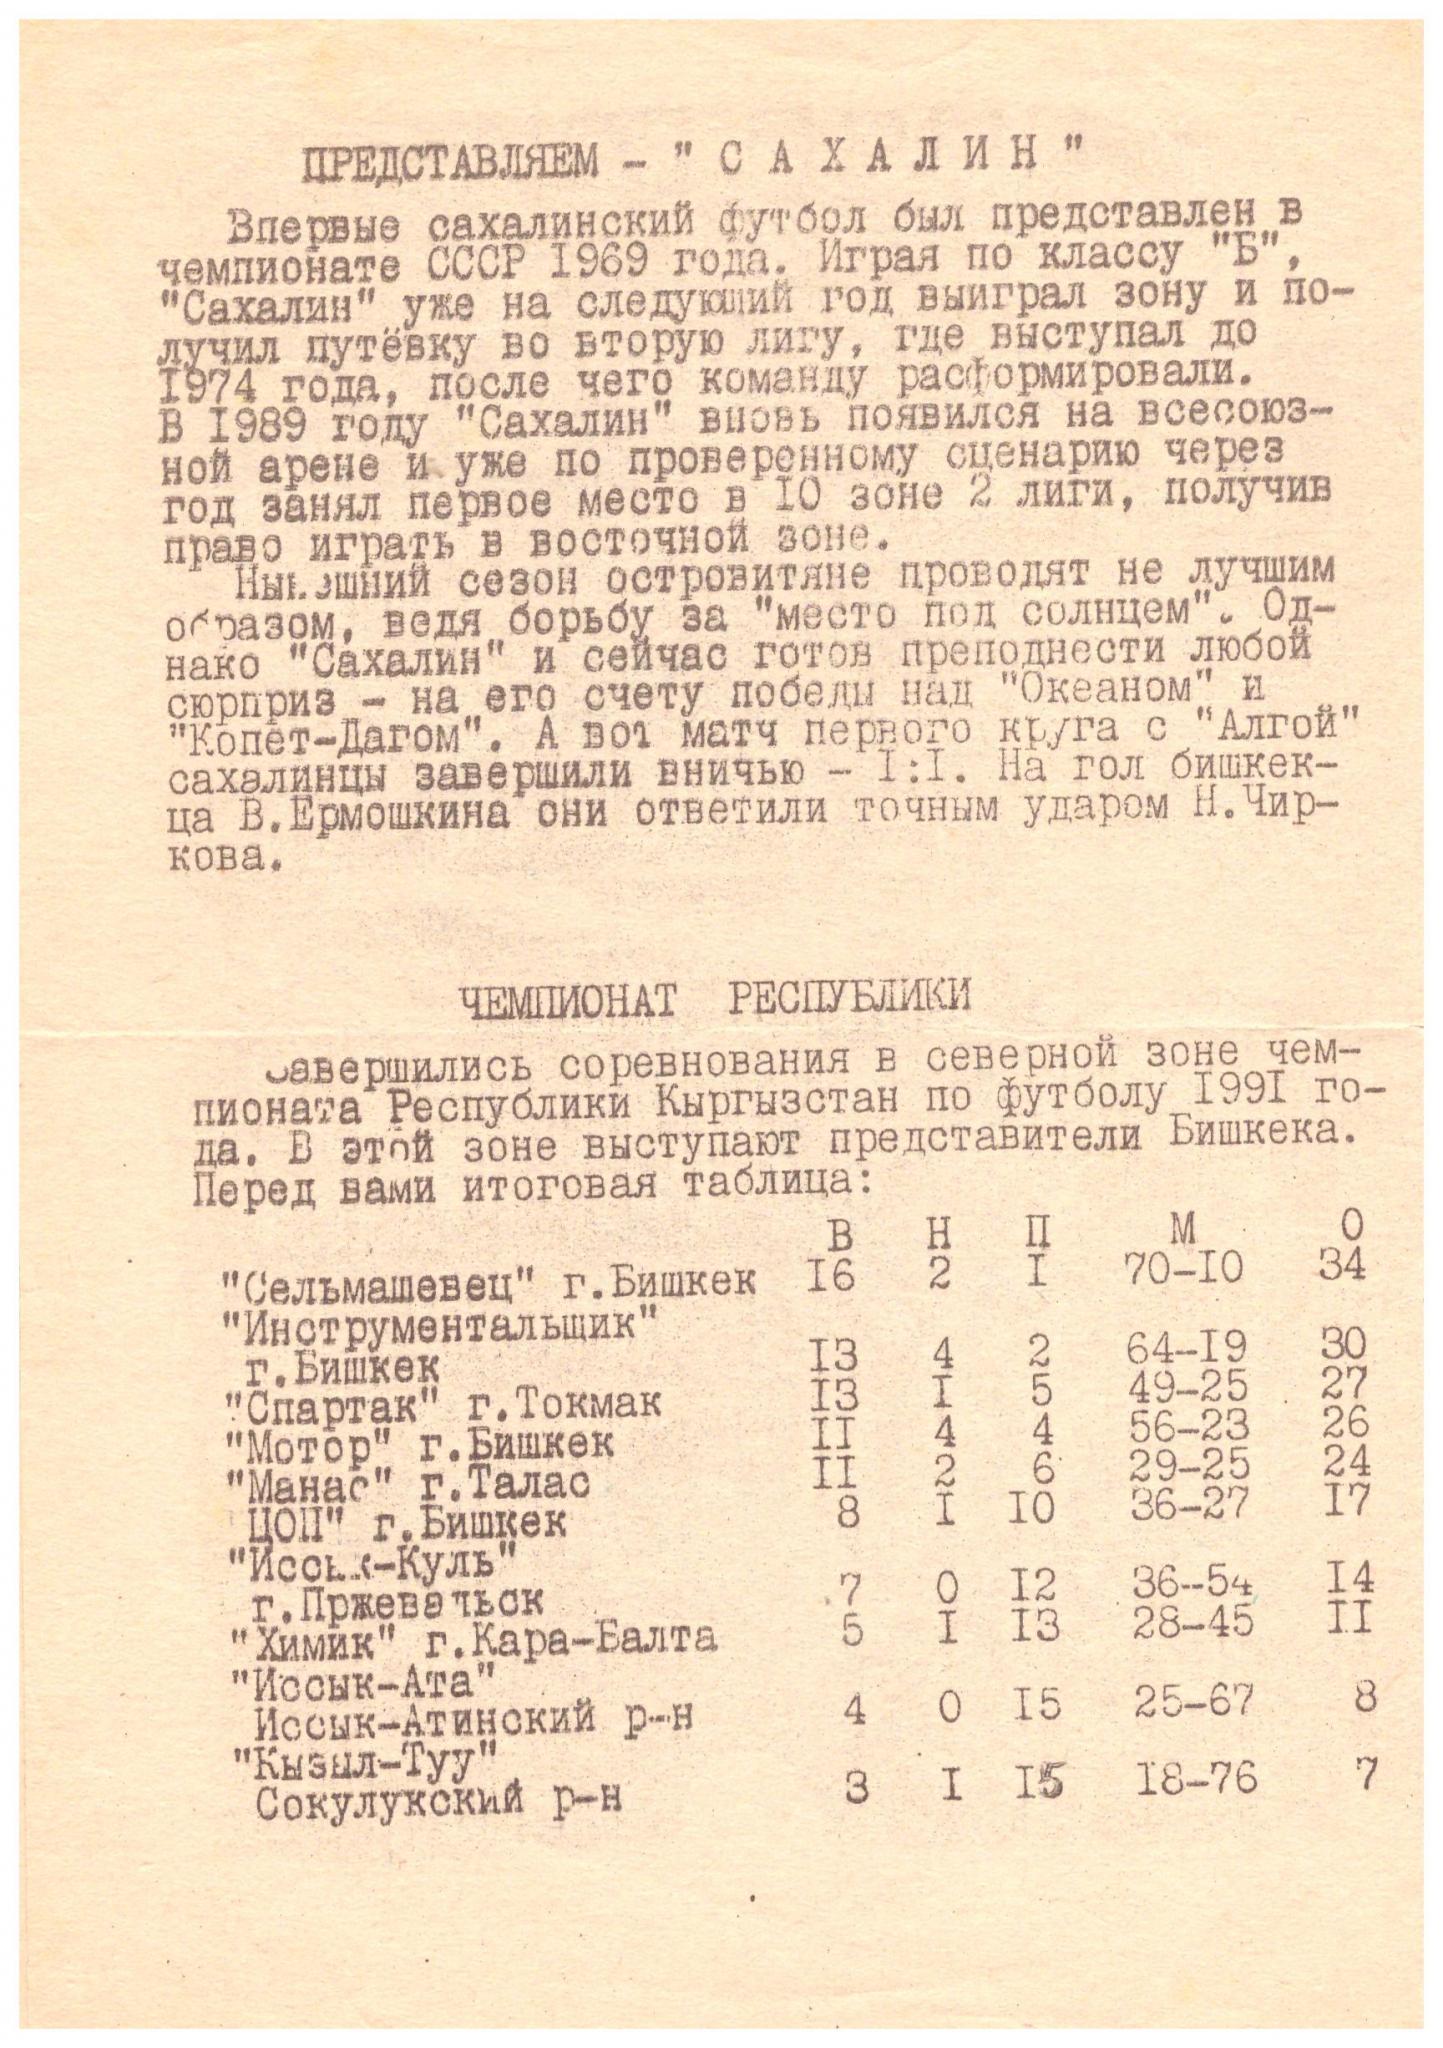 ПРЕДСТАВЛЯЕМ - "С А Х А Л И Н"
Впервые сахалинский футбол был представлен в
чемпионате СССР 1969 года. Играя по классу "Б",
"Сахалин" уже на следующий год выиграл зону и по-
лучил путёвку во вторую лигу, где выступал до
1974 года, после чего команду расформировали.
В 1989 году "Сахалин" вновь появился на всесоюз-
ной арене и уже по проверенному сценарию через
год занял первое место в 10 зоне 2 лиги, получив
право играть в восточной зоне.
Нынешний сезон островитяне проводят не лучшим
образом, ведя борьбу за "место под солнцем". Од-
нако "Сахалин" и сейчас готов преподнести любой
сюрприз - на его счету победы над "Океаном" и
"Копет-Дагом". А вот матч первого круга с "Алгой"
сахалинцы завершили вничью - 1:1. На гол бишкек-
ца В.Ермошкина они ответили точным ударом Н.Чир-
кова.
ЧЕМПИОНАТ РЕСПУБЛИКИ
Завершились соревнования в северной зоне чем-
пионата Республики Кыргызстан по футболу 1991 го-
да. В этой зоне выступают представители Бишкека.
Перед вами итоговая таблица:
В Н П М О
"Сельмашевец" г.Бишкек 16 2 1 70-10 34
"Инструментальщик"
г.Бишкек 13 4 2 64-19 30
"Спартак" г.Токмак 13 1 5 49-25 27
"Мотор" г.Бишкек 11 4 4 56-23 26
"Манас" г.Талас 11 2 6 29-25 24
ЦОП" г.Бишкек 8 1 10 36-27 17
"Иссык-Куль"
г.Пржевальск 7 0 12 36-54 14
"Химик" г.Кара-Балта 5 1 13 28-45 11
"Иссык-Ата"
Иссык-Атинский р-н 4 0 15 25-67 8
"Кызыл-Туу"
Сокулукский р-н 3 1 15 18-76 7